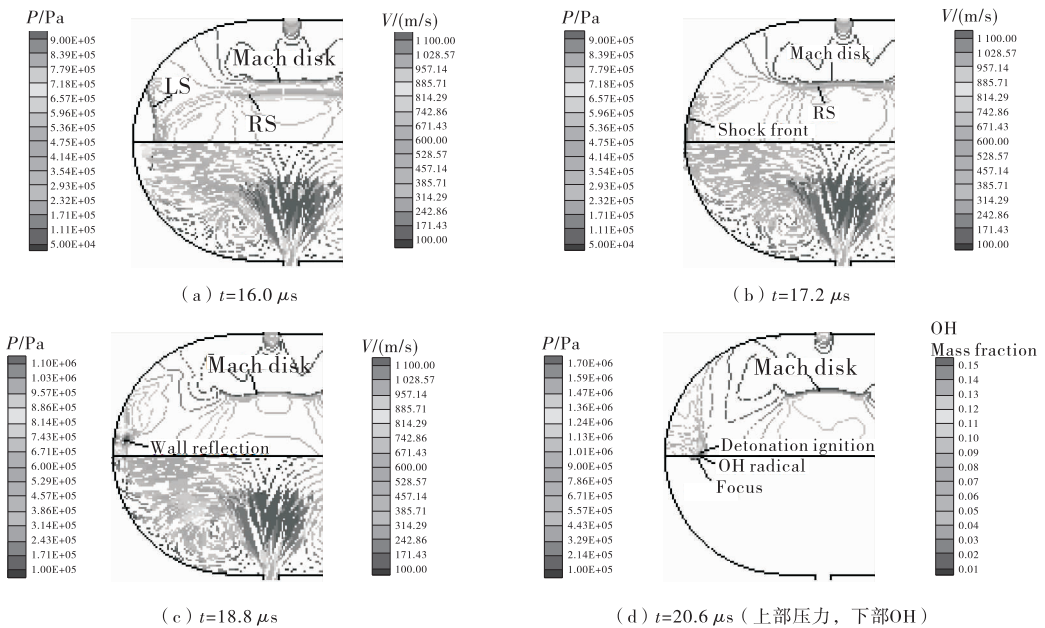 P/Pa
9.00E+05
8.39E+05
7.79E+05
7.18E+05
6.57E+05
5.96E+05
5.36E+05
4.75E+05
4.14E+05
3.54E+05
2.93E+05
2.32E+05
1.71E+05
1.11E+05
5.00E+04
Mach disk
LS
RS
V/(m/s)
1 100.00
1 028.57
957.14
885.71
814.29
742.86
671.43
600.00
528.57
457.14
385.71
314.29
242.86
171.43
100.00
(a) t=16.0 μs
P/Pa
9.00E+05
8.39E+05
7.79E+05
7.18E+05
6.57E+05
5.96E+05
5.36E+05
4.75E+05
4.14E+05
3.54E+05
2.93E+05
2.32E+05
1.71E+05
1.11E+05
5.00E+04
Mach disk
RS
Shock front
V/(m/s)
1 100.00
1 028.57
957.14
885.71
814.29
742.86
671.43
600.00
528.57
457.14
385.71
314.29
242.86
171.43
100.00
(b) t=17.2 μs
P/Pa
1.10E+06
1.03E+06
9.57E+05
8.86E+05
8.14E+05
7.43E+05
6.71E+05
6.00E+05
5.29E+05
4.57E+05
3.86E+05
3.14E+05
2.43E+05
1.71E+05
1.00E+05
Mach disk
Wall reflection
V/(m/s)
1 100.00
1 028.57
957.14
885.71
814.29
742.86
671.43
600.00
528.57
457.14
385.71
314.29
242.86
171.43
100.00
(c) t=18.8 μs
P/Pa
1.70E+06
1.59E+06
1.47E+06
1.36E+06
1.24E+06
1.13E+06
1.01E+06
9.00E+05
7.86E+05
6.71E+05
5.57E+05
4.43E+05
3.29E+05
2.14E+05
1.00E+05
Mach disk
Detonation ignition
OH radical
Focus
OH
Mass fraction
0.15
0.14
0.13
0.12
0.11
0.10
0.09
0.08
0.07
0.06
0.05
0.04
0.03
0.02
0.01
(d) t=20.6 μs (上部压力，下部OH)